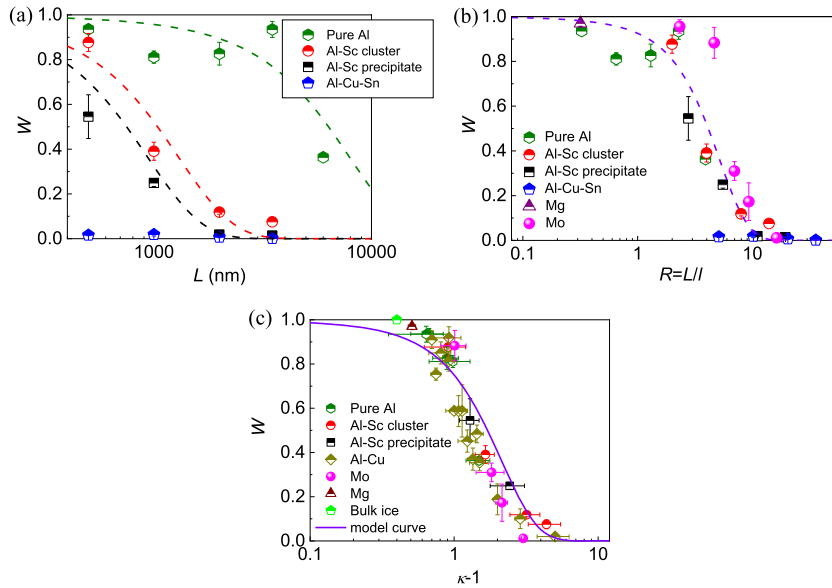 (a)
1.0
0.8
0.6
0.4
0.2
0.0
W
1000
10000
L (nm)
Pure Al
Al-Sc cluster
Al-Sc precipitate
Al-Cu-Sn
(b)
1.0
0.8
0.6
0.4
0.2
0.0
W
0.1
1
10
R=L/l
Pure Al
Al-Sc cluster
Al-Sc precipitate
Al-Cu-Sn
Mg
Mo
(c)
1.0
0.8
0.6
0.4
0.2
0.0
W
0.1
1
10
κ-1
Pure Al
Al-Sc cluster
Al-Sc precipitate
Al-Cu
Mo
Mg
Bulk ice
model curve